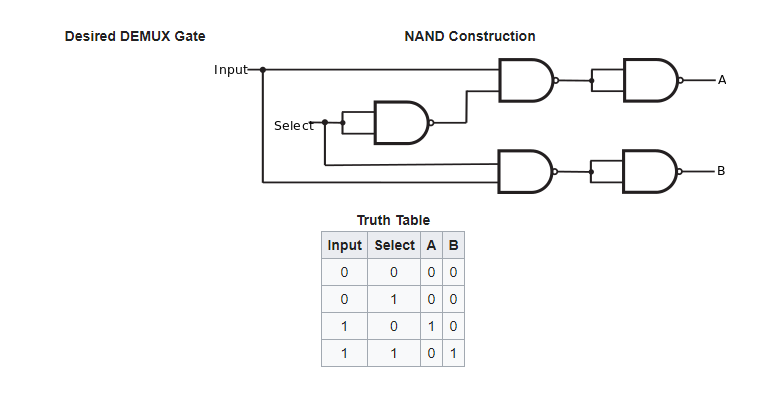 Desired DEMUX Gate NAND Construction
Input
A
Select
B
Truth Table
Input Select A B
0 0 0 0
0 1 0 0
1 0 1 0
1 1 0 1